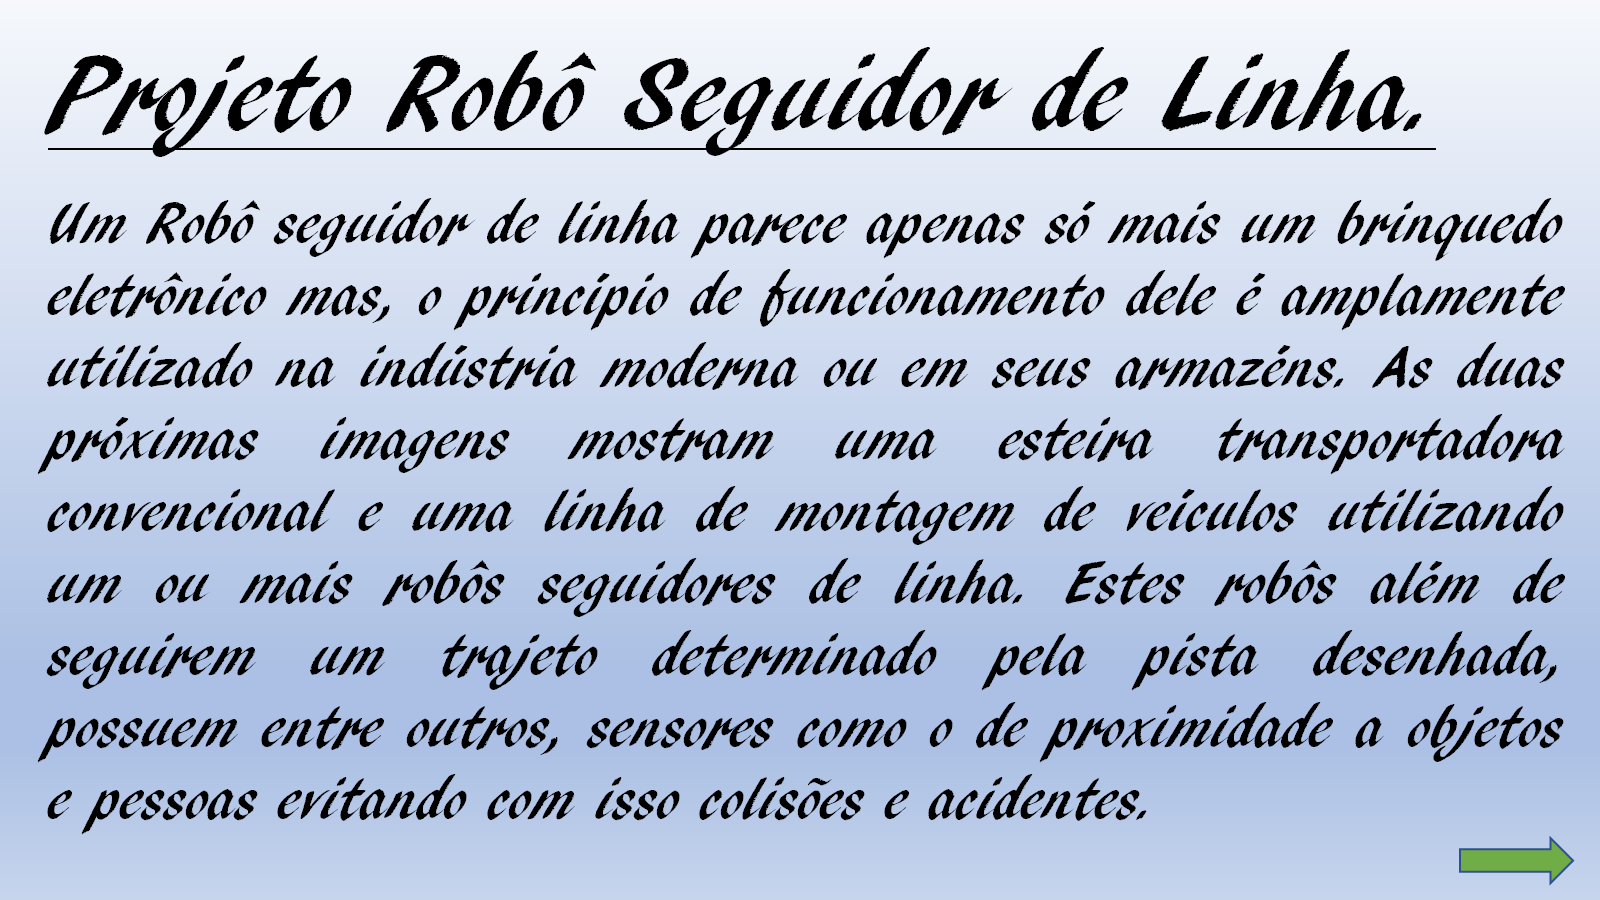 Projeto Robô Seguidor de Linha.
Um Robô seguidor de linha parece apenas só mais um brinquedo
eletrônico mas, o princípio de funcionamento dele é amplamente
utilizado na indústria moderna ou em seus armazéns. As duas
próximas imagens mostram uma esteira transportadora
convencional e uma linha de montagem de veículos utilizando
um ou mais robôs seguidores de linha. Estes robôs além de
seguirem um trajeto determinado pela pista desenhada,
possuem entre outros, sensores como o de proximidade a objetos
e pessoas evitando com isso colisões e acidentes.